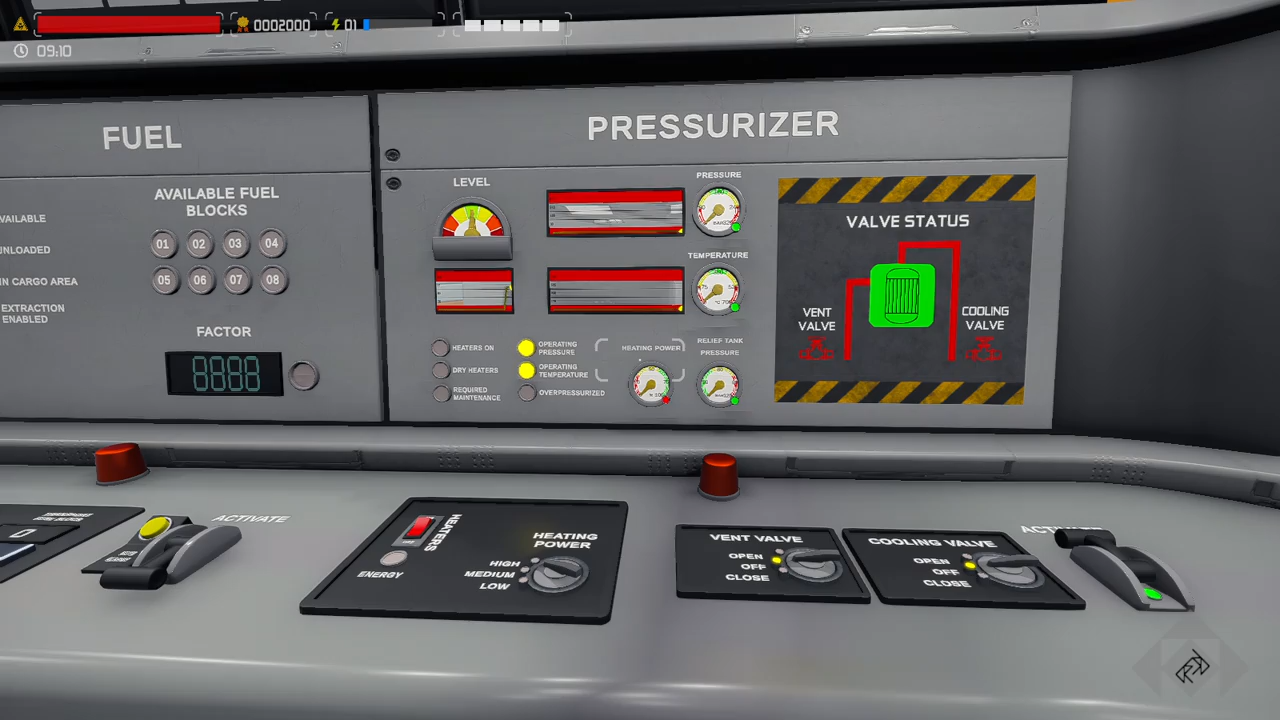 0002000
01
09:10
FUEL
AVAILABLE FUEL
BLOCKS
VAILABLE
NLOADED
IN CARGO AREA
EXTRACTION
ENABLED
01 02 03 04
05 06 07 08
FACTOR
PRESSURIZER
LEVEL
PRESSURE
TEMPERATURE
HEATERS ON
DRY HEATERS
REQUIRED
MAINTENANCE
OPERATING
PRESSURE
OPERATING
TEMPERATURE
OVERPRESSURIZED
HEATING POWER
RELIEF TANK
PRESSURE
VALVE STATUS
VENT
VALVE
COOLING
VALVE
0
ACTIVATE
HEATERS
ENERGY
HEATING
POWER
HIGH
MEDIUM
LOW
VENT VALVE
OPEN
OFF
CLOSE
COOLING VALVE
OPEN
OFF
CLOSE